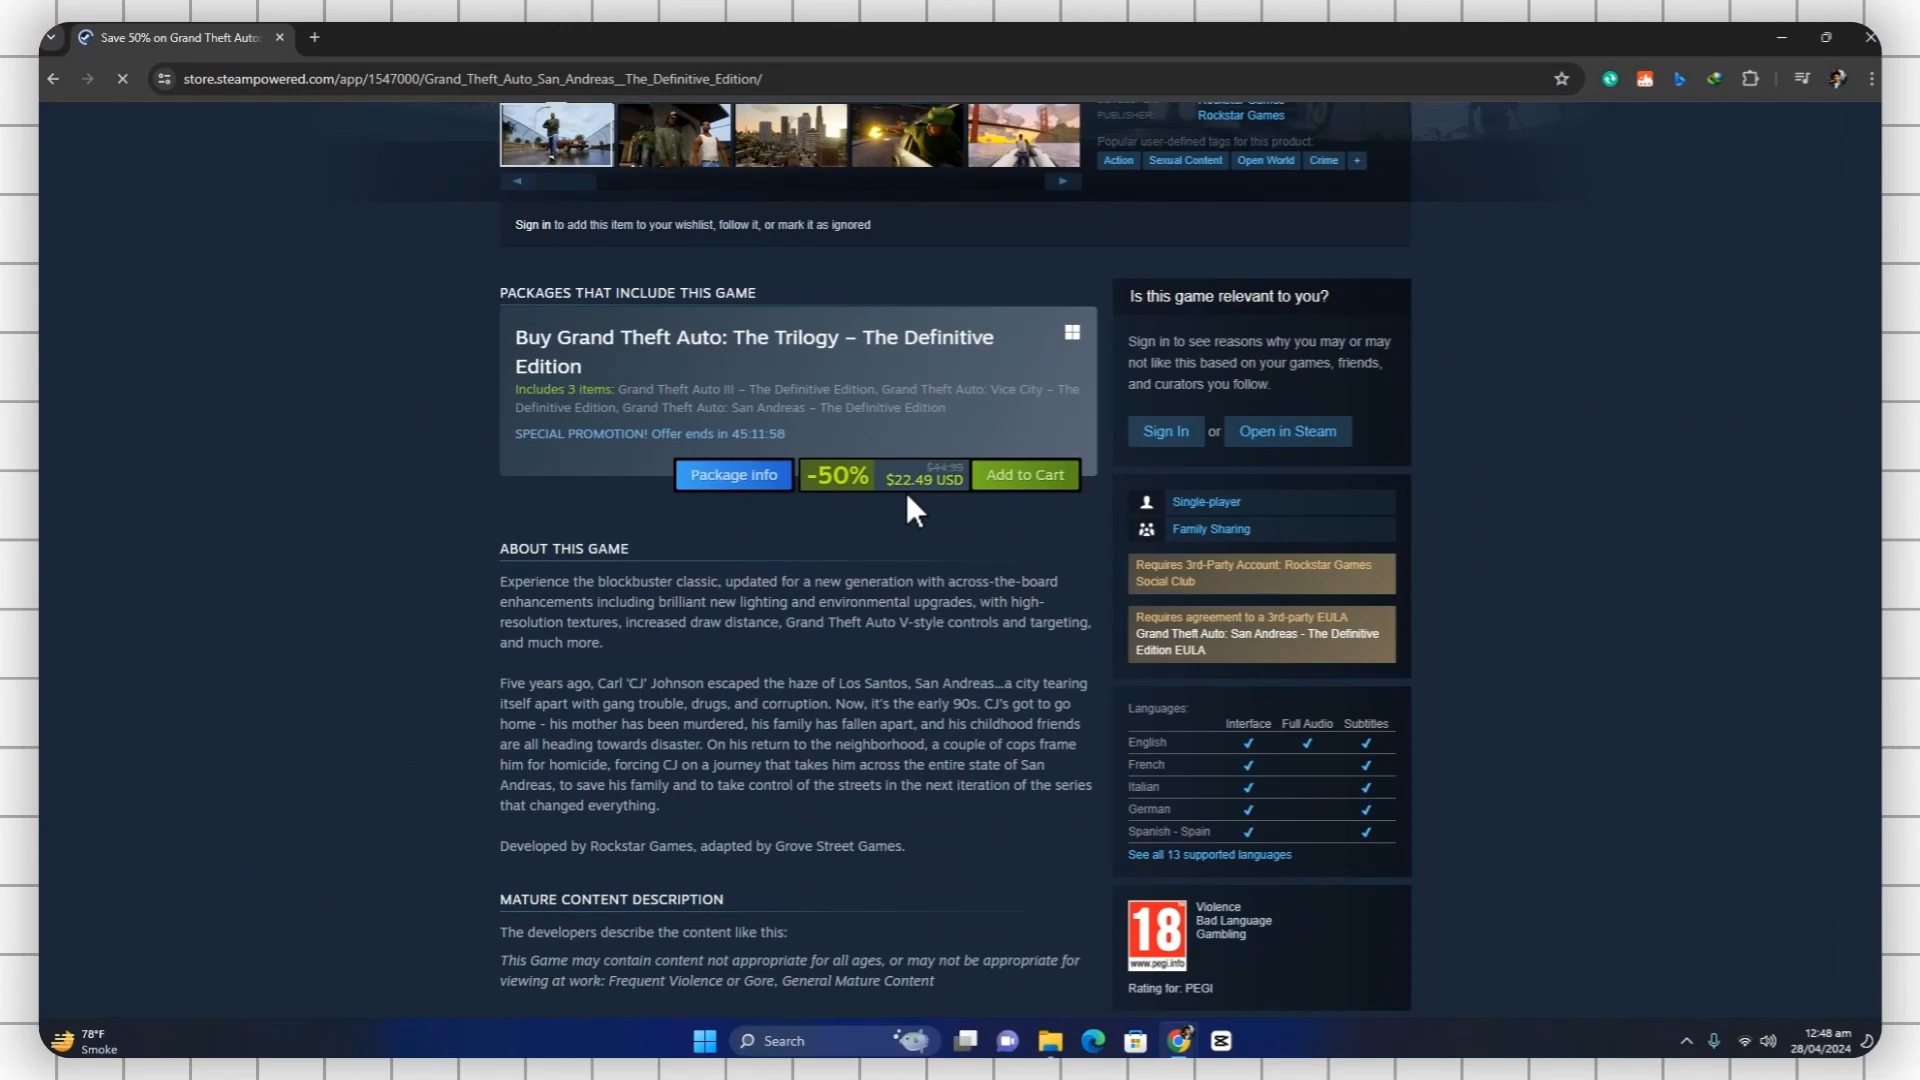 Save 50% on Grand Theft Auto:
store.steampowered.com/app/1547000/Grand_Theft_Auto_San_Andreas__The_Definitive_Edition/
Rockstar Games
PUBLISHER:
Rockstar Games
Popular user-defined tags for this product:
Action
Sexual Content
Open World
Crime
+
Sign in to add this item to your wishlist, follow it, or mark it as ignored
PACKAGES THAT INCLUDE THIS GAME
Buy Grand Theft Auto: The Trilogy – The Definitive
Edition
Includes 3 items: Grand Theft Auto III – The Definitive Edition, Grand Theft Auto: Vice City – The
Definitive Edition, Grand Theft Auto: San Andreas – The Definitive Edition
SPECIAL PROMOTION! Offer ends in 45:11:58
Package info
-50%
$44.99
$22.49 USD
Add to Cart
ABOUT THIS GAME
Experience the blockbuster classic, updated for a new generation with across-the-board
enhancements including brilliant new lighting and environmental upgrades, with high-
resolution textures, increased draw distance, Grand Theft Auto V-style controls and targeting,
and much more.
Five years ago, Carl ‘CJ’ Johnson escaped the haze of Los Santos, San Andreas...a city tearing
itself apart with gang trouble, drugs, and corruption. Now, it's the early 90s. CJ's got to go
home - his mother has been murdered, his family has fallen apart, and his childhood friends
are all heading towards disaster. On his return to the neighborhood, a couple of cops frame
him for homicide, forcing CJ on a journey that takes him across the entire state of San
Andreas, to save his family and to take control of the streets in the next iteration of the series
that changed everything.
Developed by Rockstar Games, adapted by Grove Street Games.
MATURE CONTENT DESCRIPTION
The developers describe the content like this:
This Game may contain content not appropriate for all ages, or may not be appropriate for
viewing at work: Frequent Violence or Gore, General Mature Content
Is this game relevant to you?
Sign in to see reasons why you may or may
not like this based on your games, friends,
and curators you follow.
Sign In
or
Open in Steam
Single-player
Family Sharing
Requires 3rd-Party Account: Rockstar Games
Social Club
Requires agreement to a 3rd-party EULA
Grand Theft Auto: San Andreas - The Definitive
Edition EULA
Languages:
Interface Full Audio Subtitles
English
French
Italian
German
Spanish - Spain
See all 13 supported languages
18
www.pegi.info
Violence
Bad Language
Gambling
Rating for: PEGI
78°F
Smoke
Search
12:48 am
28/04/2024